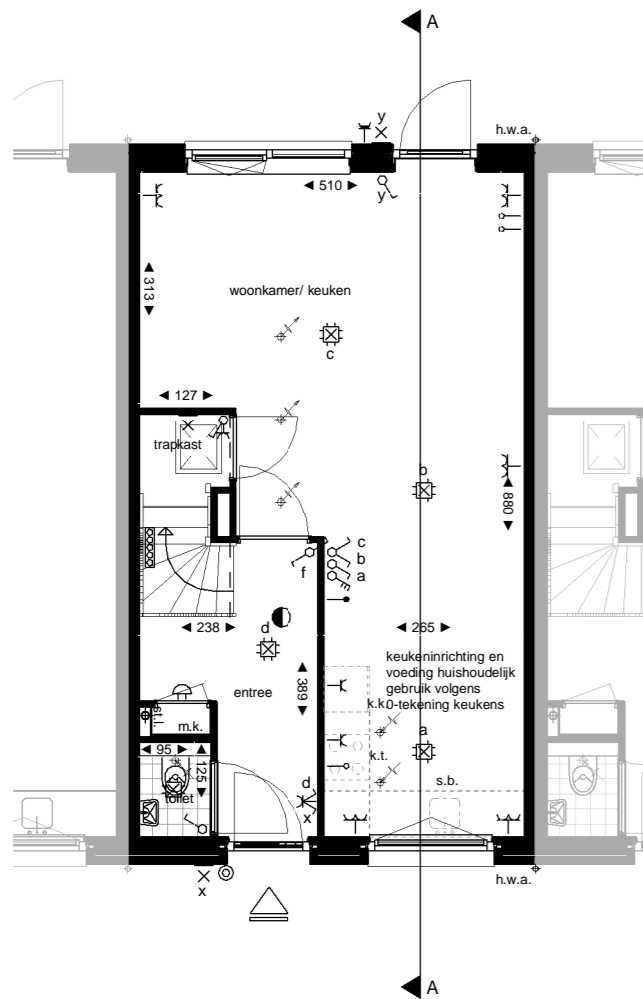 A
y
h.w.a.
510
y
313
woonkamer/ keuken
c
127
trapkast
b
880
c
b
a
f
238
d
265
keukeninrichting en
voeding huishoudelijk
gebruik volgens
0-tekening keukens
389
entree
k.k.
st.l.
m.k.
a
95
125
k.t.
d
s.b.
toilet
x
x
h.w.a.
A